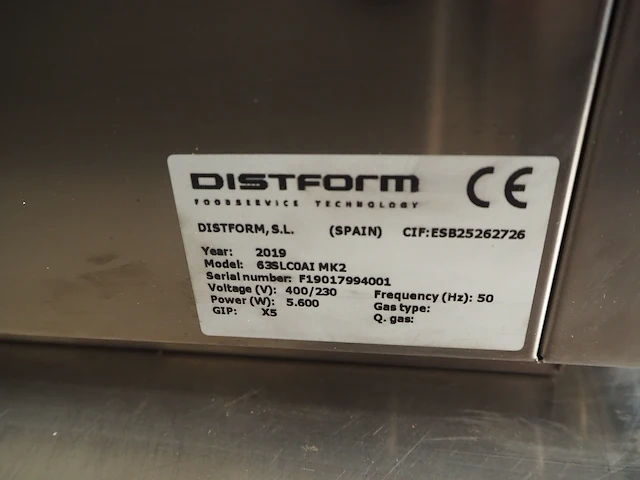 DISTFORM
FOODSERVICE TECHNOLOGY
CE
DISTFORM, S.L. (SPAIN) CIF:ESB25262726
Year: 2019
Model: 63SLC0AI MK2
Serial number: F19017994001
Voltage (V): 400/230 Frequency (Hz): 50
Power (W): 5.600 Gas type:
GIP: X5 Q. gas: